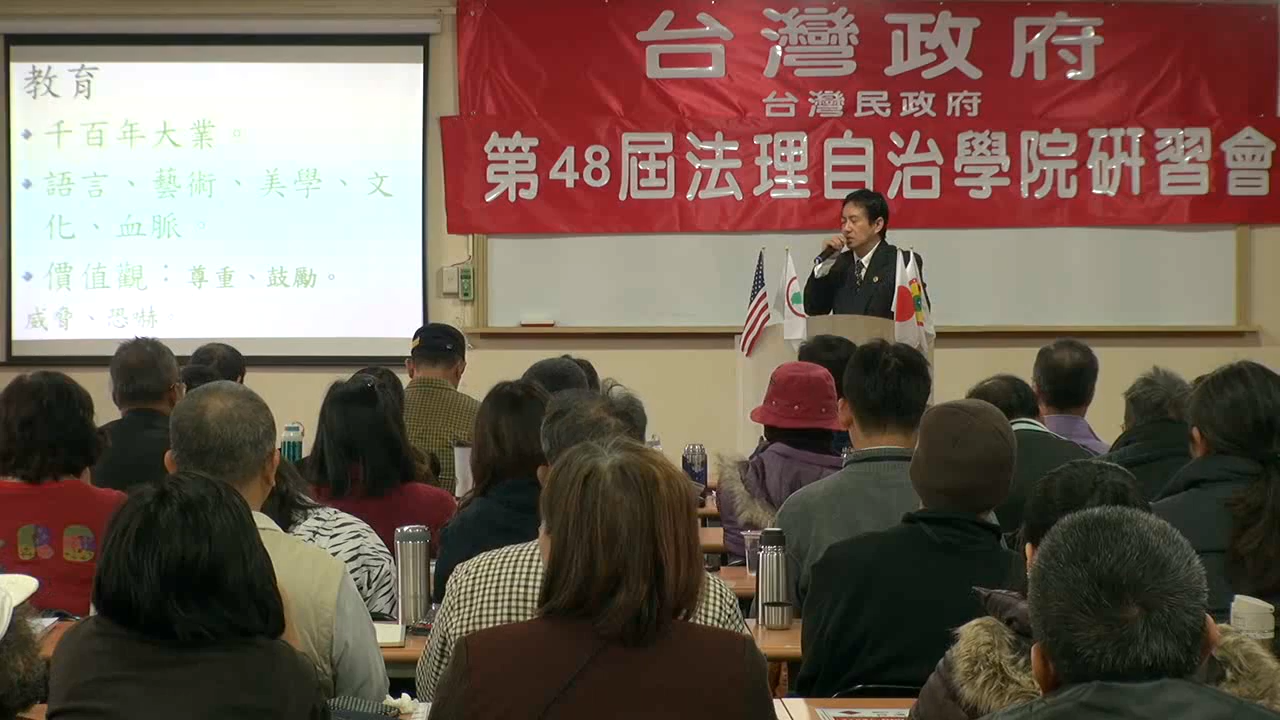 教育
千百年大業。
語言、藝術、美學、文
化、血脈。
價值觀：尊重、鼓勵。
威脅、恐嚇。
台灣政府
台灣民政府
第48屆法理自治學院研習會